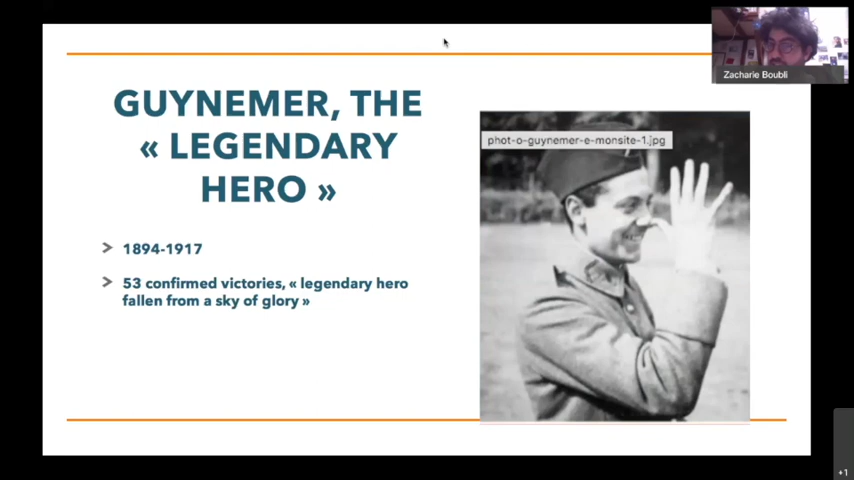 Zacharie Boubli
GUYNEMER, THE
« LEGENDARY
HERO »
phot-o-guynemer-e-monsite-1.jpg
> 1894-1917
> 53 confirmed victories, « legendary hero
fallen from a sky of glory »
+1